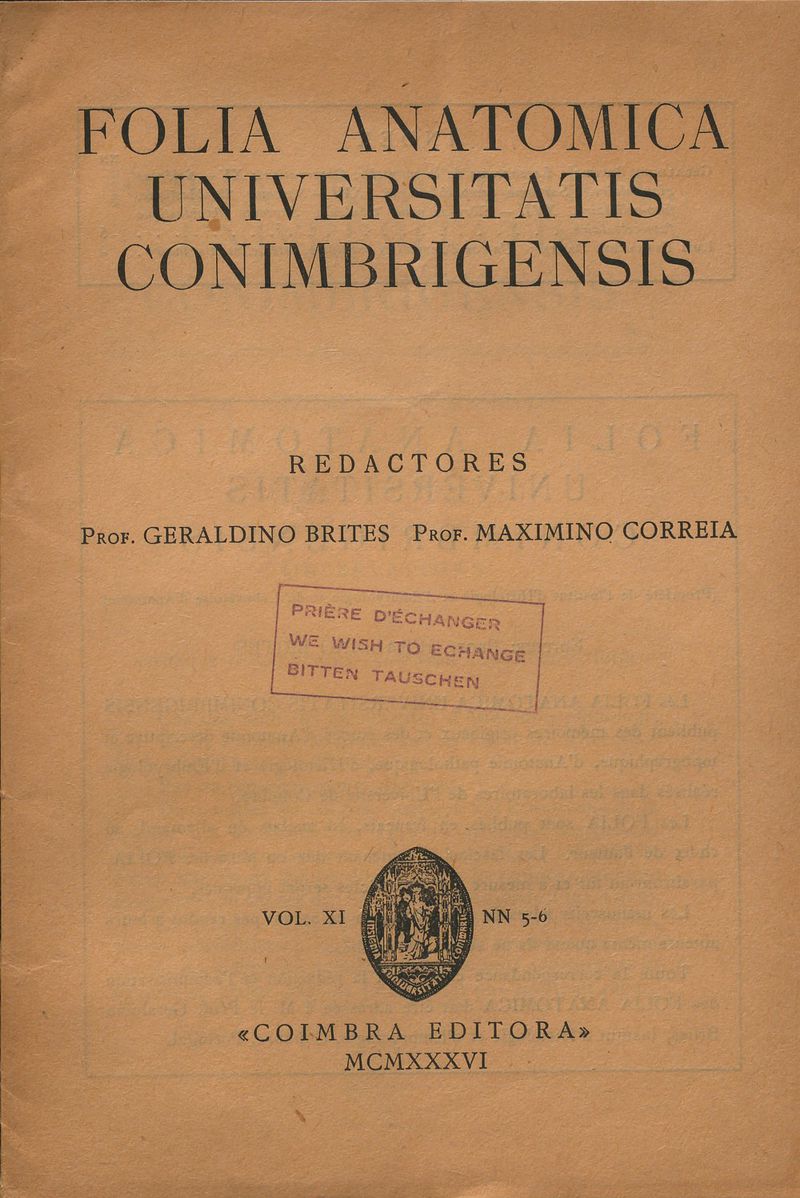 FOLIA ANATOMICA
UNIVERSITATIS
CONIMBRIGENSIS
REDACTORES
PROF. GERALDINO BRITES PROF. MAXIMINO CORREIA
PRIÈRE D'ÉCHANGER
WE WISH TO ECHANGE
BITTEN TAUSCHEN
VOL. XI NN 5-6
«COIMBRA EDITORA»
MCMXXXVI